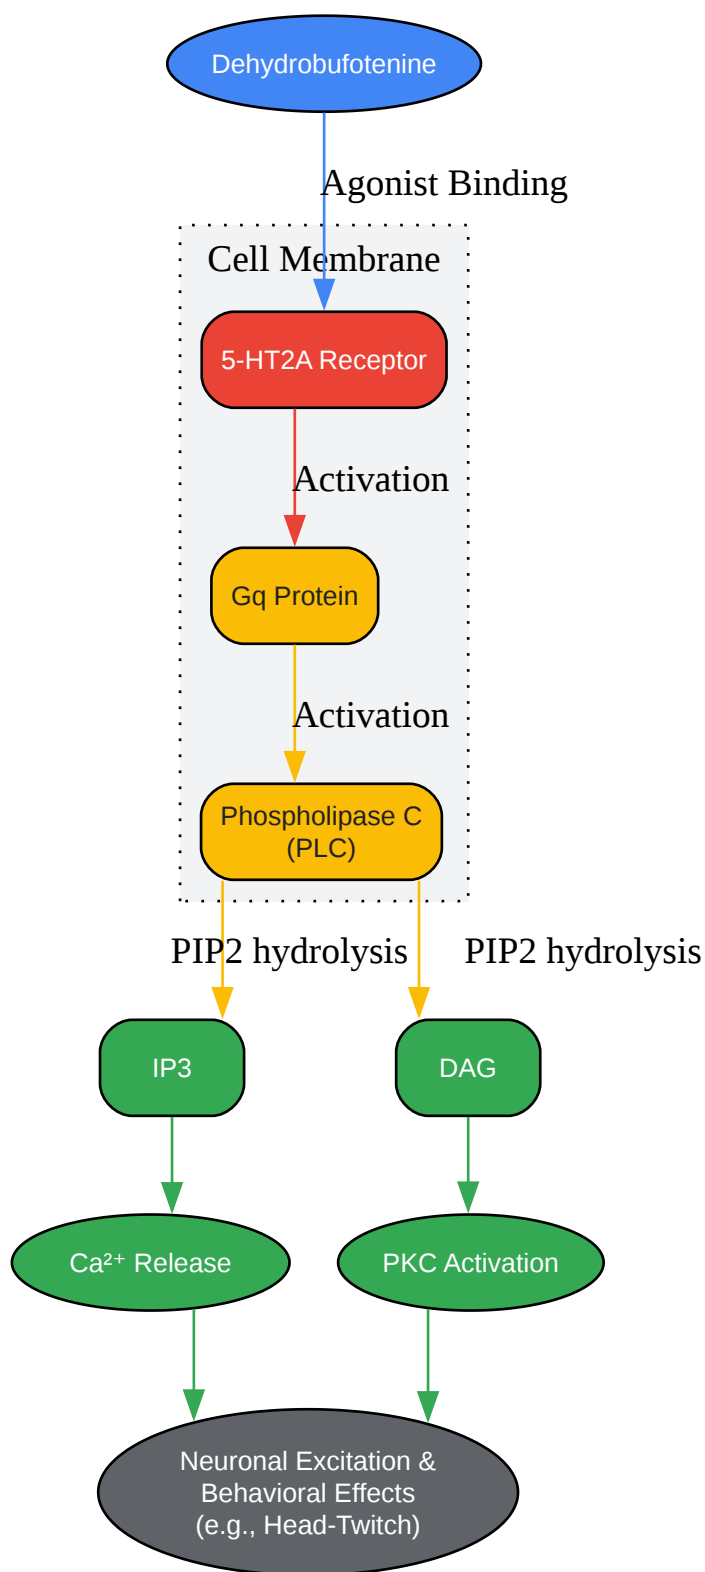 Dehydrobufotenine
Agonist Binding
Cell Membrane
5-HT2A Receptor
Activation
Gq Protein
Activation
Phospholipase C
(PLC)
PIP2 hydrolysis
PIP2 hydrolysis
IP3
DAG
Ca²⁺ Release
PKC Activation
Neuronal Excitation &
Behavioral Effects
(e.g., Head-Twitch)